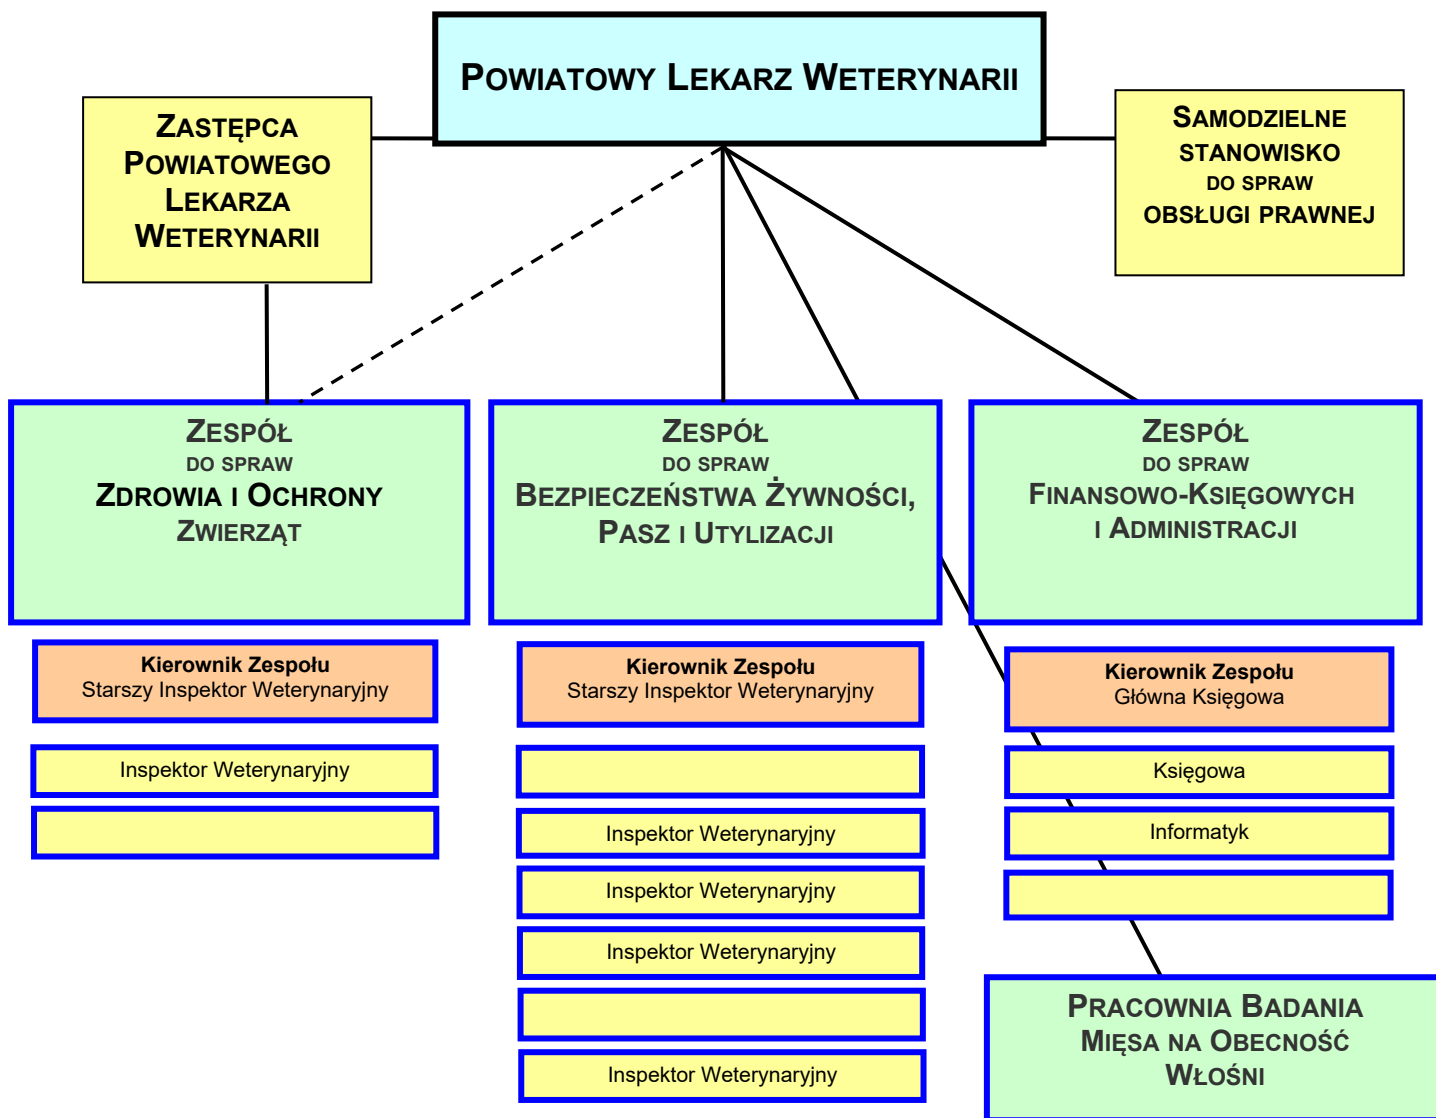 POWIATOWY LEKARZ WETERYNARII
ZASTĘPCA
POWIATOWEGO
LEKARZA
WETERYNARII
SAMODZIELNE
STANOWISKO
DO SPRAW
OBSŁUGI PRAWNEJ
ZESPÓŁ
DO SPRAW
ZDROWIA I OCHRONY
ZWIERZĄT
Kierownik Zespołu
Starszy Inspektor Weterynaryjny
Inspektor Weterynaryjny
ZESPÓŁ
DO SPRAW
BEZPIECZEŃSTWA ŻYWNOŚCI,
PASZ I UTYLIZACJI
Kierownik Zespołu
Starszy Inspektor Weterynaryjny
Inspektor Weterynaryjny
Inspektor Weterynaryjny
Inspektor Weterynaryjny
Inspektor Weterynaryjny
ZESPÓŁ
DO SPRAW
FINANSOWO-KSIĘGOWYCH
I ADMINISTRACJI
Kierownik Zespołu
Główna Księgowa
Księgowa
Informatyk
PRACOWNIA BADANIA
MIĘSA NA OBECNOŚĆ
WŁOŚNI